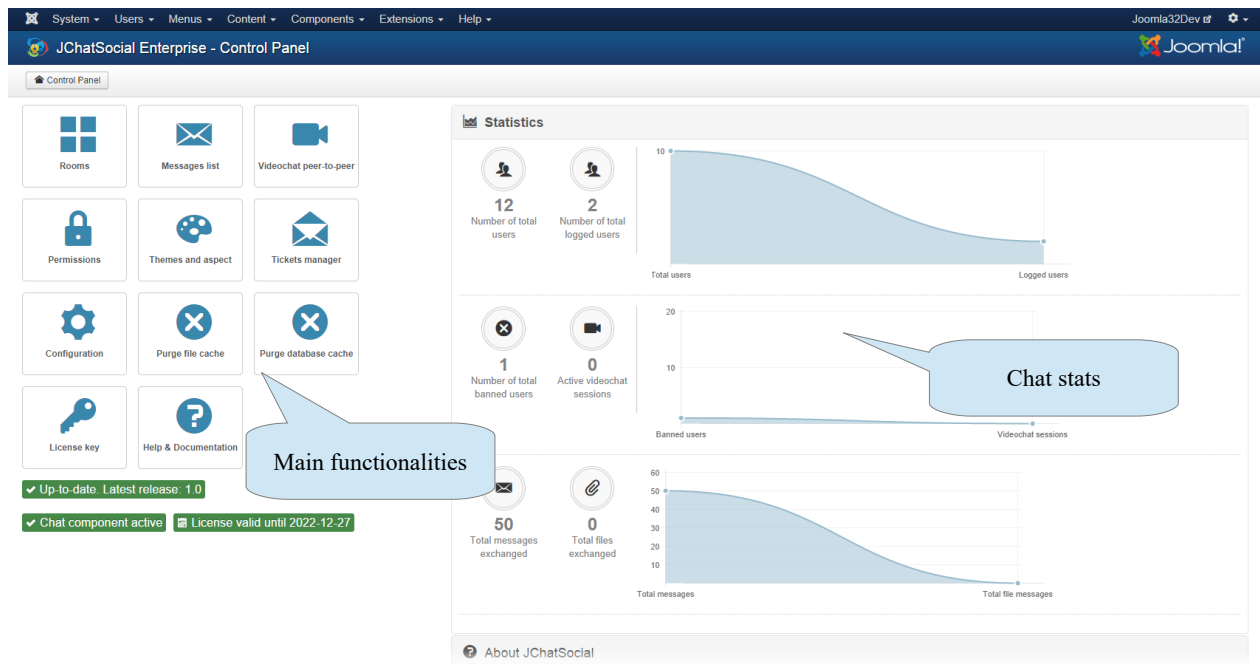 System Users Menus Content Components Extensions Help Joomla32Dev
JChatSocial Enterprise - Control Panel
Joomla!
Control Panel
Rooms
Messages list
Videochat peer-to-peer
Permissions
Themes and aspect
Tickets manager
Configuration
Purge file cache
Purge database cache
License key
Help & Documentation
Main functionalities
Up-to-date. Latest release: 1.0
Chat component active
License valid until 2022-12-27
Statistics
12
Number of total
users
2
Number of total
logged users
10
Total users
Logged users
1
Number of total
banned users
0
Active videochat
sessions
20
10
Banned users
Videochat sessions
Chat stats
50
Total messages
exchanged
0
Total files
exchanged
60
50
40
30
20
10
Total messages
Total file messages
About JChatSocial